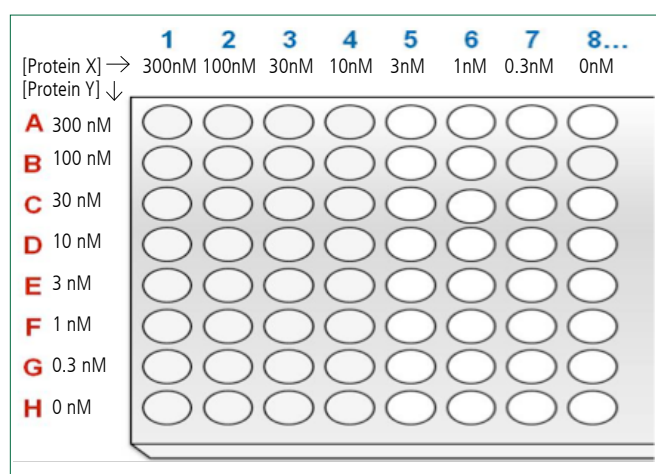 1 2 3 4 5 6 7 8...
[Protein X] → 300nM 100nM 30nM 10nM 3nM 1nM 0.3nM 0nM
[Protein Y] ↓
A 300 nM
B 100 nM
C 30 nM
D 10 nM
E 3 nM
F 1 nM
G 0.3 nM
H 0 nM